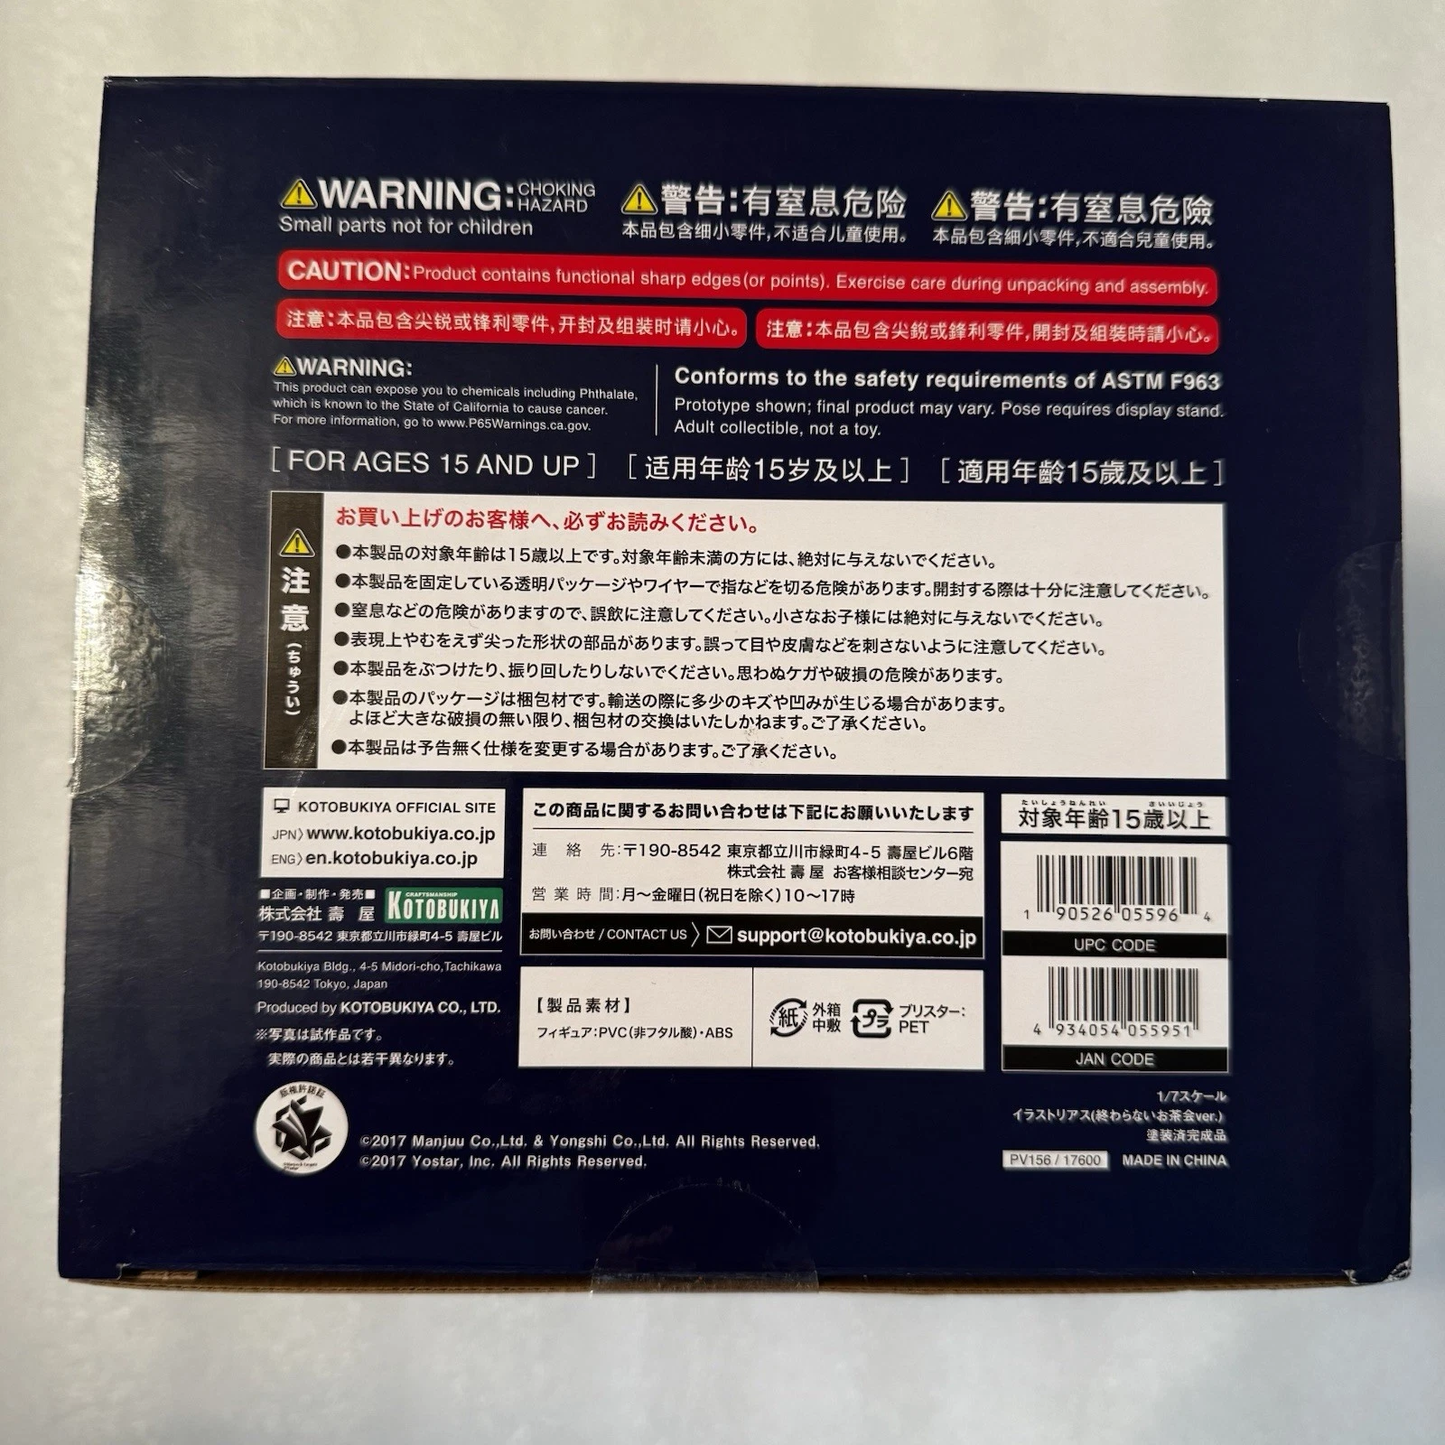 WARNING: CHOKING HAZARD
Small parts not for children
警告:有窒息危险
本品包含细小零件,不适合儿童使用。
警告:有窒息危險
本品包含細小零件,不適合兒童使用。
CAUTION:Product contains functional sharp edges(or points). Exercise care during unpacking and assembly.
注意:本品包含尖锐或锋利零件,开封及组装时请小心。
注意:本品包含尖銳或鋒利零件,開封及組裝時請小心。
WARNING:
This product can expose you to chemicals including Phthalate,
which is known to the State of California to cause cancer.
For more information, go to www.P65Warnings.ca.gov.
Conforms to the safety requirements of ASTM F963
Prototype shown; final product may vary. Pose requires display stand.
Adult collectible, not a toy.
[ FOR AGES 15 AND UP ] [ 适用年龄15岁及以上 ] [ 適用年齡15歲及以上 ]
注意(ちゅうい)
お買い上げのお客様へ、必ずお読みください。
●本製品の対象年齢は15歳以上です。対象年齢未満の方には、絶対に与えないでください。
●本製品を固定している透明パッケージやワイヤーで指などを切る危険があります。開封する際は十分に注意してください。
●窒息などの危険がありますので、誤飲に注意してください。小さなお子様には絶対に与えないでください。
●表現上やむをえず尖った形状の部品があります。誤って目や皮膚などを刺さないように注意してください。
●本製品をぶつけたり、振り回したりしないでください。思わぬケガや破損の危険があります。
●本製品のパッケージは梱包材です。輸送の際に多少のキズや凹みが生じる場合があります。
よほど大きな破損の無い限り、梱包材の交換はいたしかねます。ご了承ください。
●本製品は予告無く仕様を変更する場合があります。ご了承ください。
KOTOBUKIYA OFFICIAL SITE
JPN〉www.kotobukiya.co.jp
ENG〉en.kotobukiya.co.jp
■企画・制作・発売■
株式会社 壽 屋
CRAFTSMANSHIP
KOTOBUKIYA
〒190-8542 東京都立川市緑町4-5 壽屋ビル
Kotobukiya Bldg., 4-5 Midori-cho,Tachikawa
190-8542 Tokyo, Japan
Produced by KOTOBUKIYA CO., LTD.
※写真は試作品です。
実際の商品とは若干異なります。
この商品に関するお問い合わせは下記にお願いいたします
連絡先:〒190-8542 東京都立川市緑町4-5 壽屋ビル6階
株式会社 壽 屋 お客様相談センター宛
営業時間:月〜金曜日(祝日を除く)10〜17時
お問い合わせ / CONTACT US 〉 support@kotobukiya.co.jp
【製品素材】
フィギュア:PVC(非フタル酸)・ABS
紙 外箱
中敷
プラ ブリスター:
PET
たいしょうねんれい さいいじょう
対象年齢15歳以上
1 90526 05596 4
UPC CODE
4 934054 055951
JAN CODE
版権許諾証
©2017 Manjuu Co.,Ltd. & Yongshi Co.,Ltd. All Rights Reserved.
©2017 Yostar, Inc. All Rights Reserved.
1/7スケール
イラストリアス(終わらないお茶会ver.)
塗装済完成品
PV156 / 17600 MADE IN CHINA